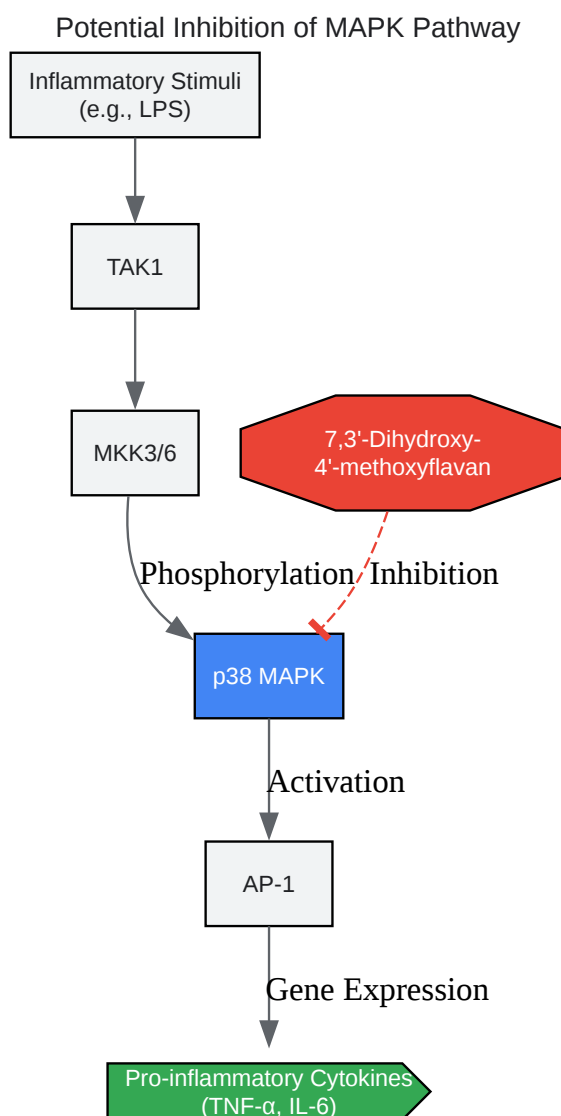 Potential Inhibition of MAPK Pathway
Inflammatory Stimuli
(e.g., LPS)
TAK1
MKK3/6
7,3'-Dihydroxy-
4'-methoxyflavan
Phosphorylation
Inhibition
p38 MAPK
Activation
AP-1
Gene Expression
Pro-inflammatory Cytokines
(TNF-α, IL-6)